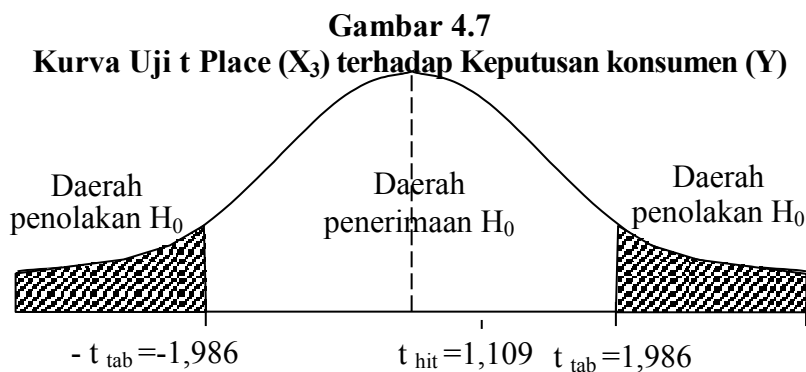 Gambar 4.7
Kurva Uji t Place (X₃) terhadap Keputusan konsumen (Y)
Daerah
penolakan H₀
Daerah
penerimaan H₀
Daerah
penolakan H₀
- t tab =-1,986
t hit =1,109
t tab =1,986